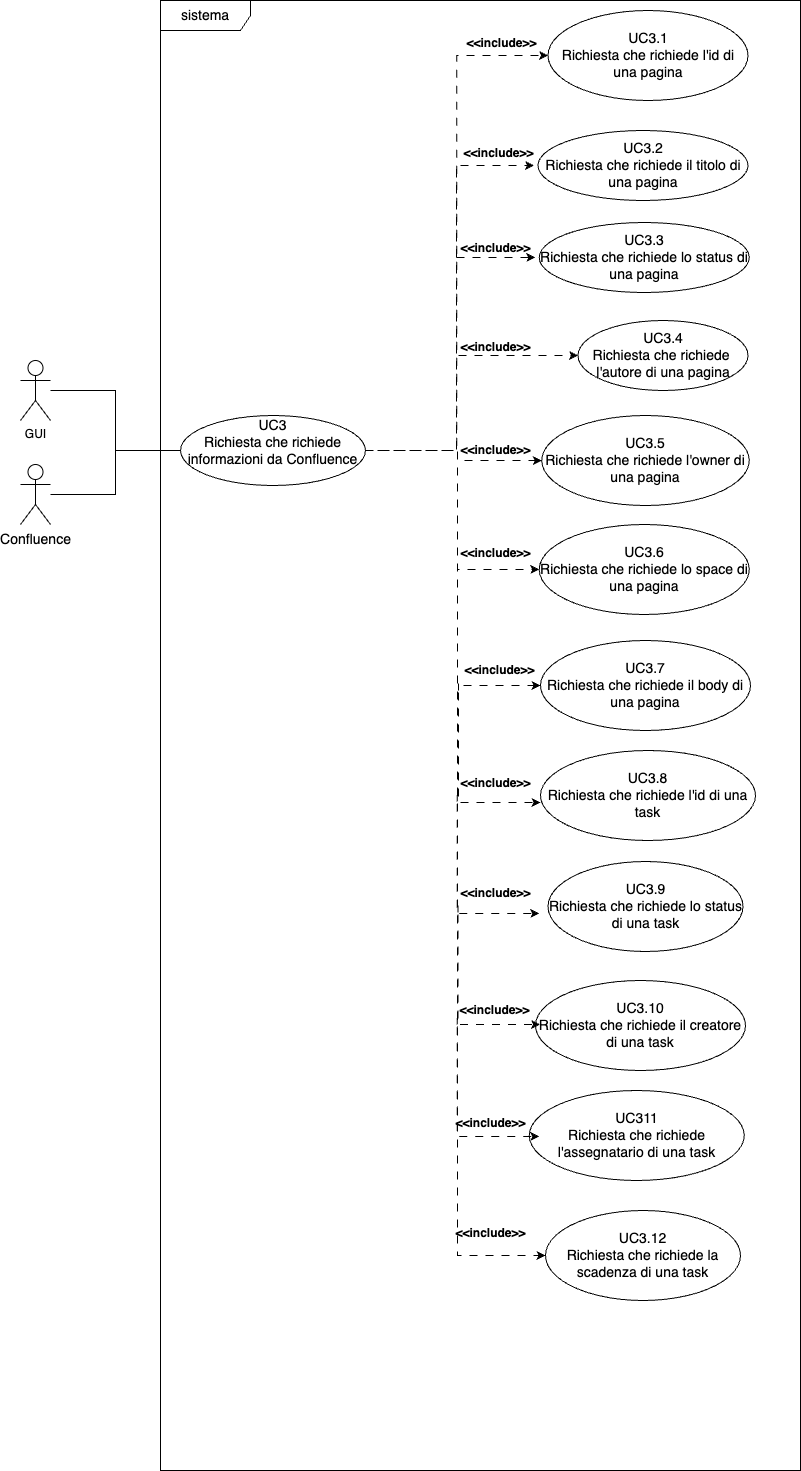 sistema
<<include>>
UC3.1
Richiesta che richiede l'id di
una pagina
<<include>>
UC3.2
Richiesta che richiede il titolo di
una pagina
<<include>>
UC3.3
Richiesta che richiede lo status di
una pagina
<<include>>
UC3.4
Richiesta che richiede
l'autore di una pagina
GUI
UC3
Richiesta che richiede
informazioni da Confluence
<<include>>
UC3.5
Richiesta che richiede l'owner di
una pagina
Confluence
<<include>>
UC3.6
Richiesta che richiede lo space di
una pagina
<<include>>
UC3.7
Richiesta che richiede il body di
una pagina
<<include>>
UC3.8
Richiesta che richiede l'id di una
task
<<include>>
UC3.9
Richiesta che richiede lo status
di una task
<<include>>
UC3.10
Richiesta che richiede il creatore
di una task
<<include>>
UC311
Richiesta che richiede
l'assegnatario di una task
<<include>>
UC3.12
Richiesta che richiede la
scadenza di una task